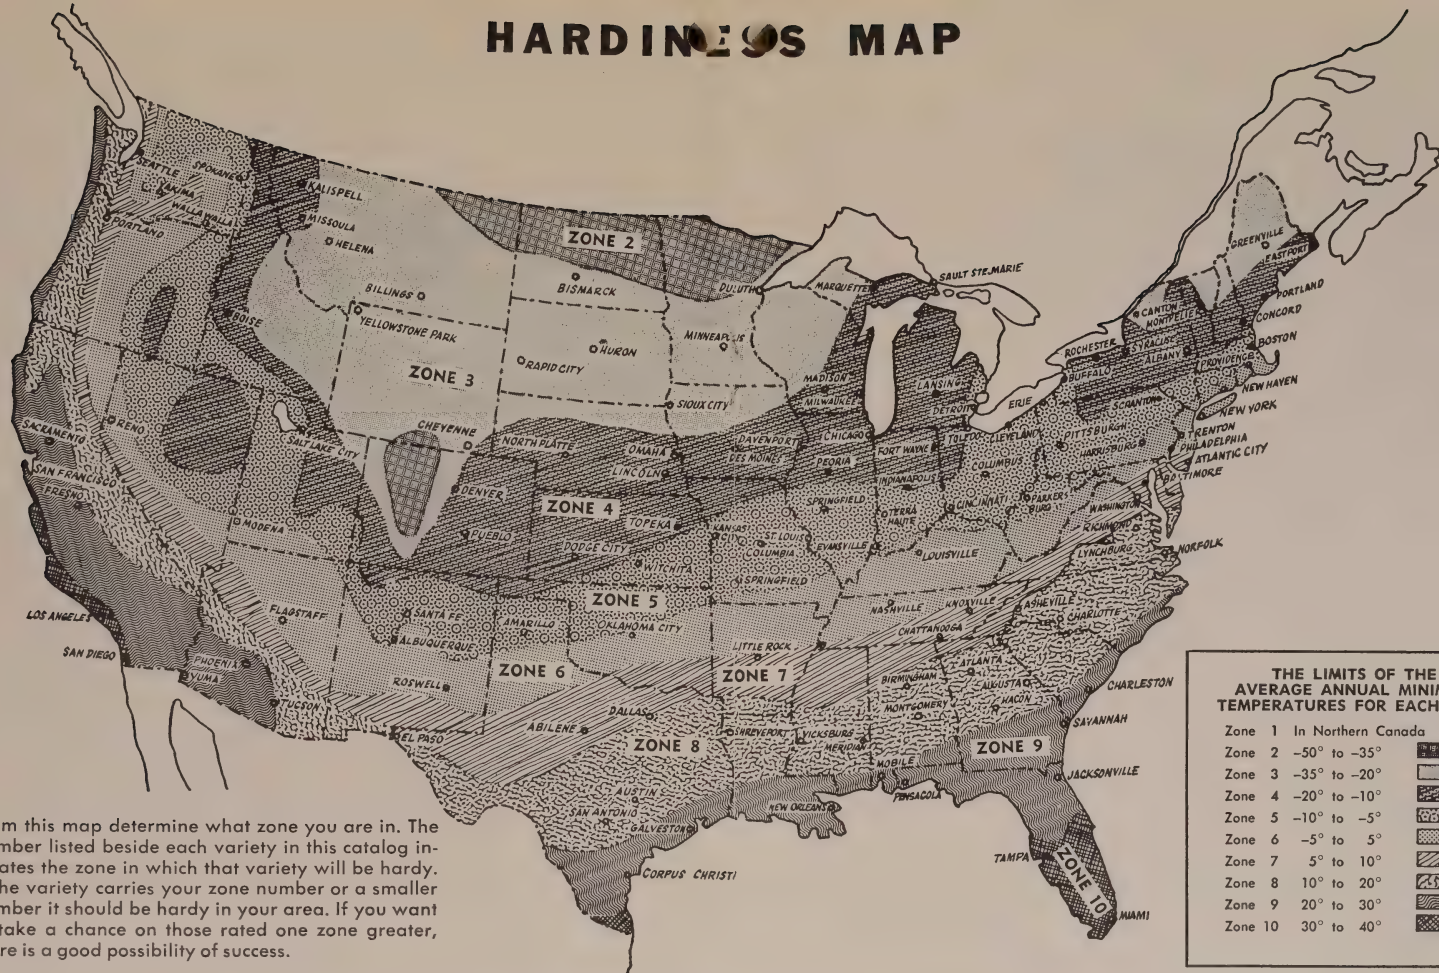 HARDINESS MAP
SEATTLE
SPOKANE
YAKIMA
WALLA WALLA
PORTLAND
KALISPELL
MISSOULA
HELENA
BILLINGS
YELLOWSTONE PARK
BOISE
ZONE 2
BISMARCK
DULUTH
MARQUETTE
SAULT STE.MARIE
GREENVILLE
EASTPORT
PORTLAND
CONCORD
BOSTON
CANTON
MONTPELIER
ROCHESTER
SYRACUSE
ALBANY
BUFFALO
PROVIDENCE
NEW HAVEN
NEW YORK
SCRANTON
TRENTON
PHILADELPHIA
ATLANTIC CITY
BALTIMORE
MINNEAPOLIS
HURON
RAPID CITY
ZONE 3
SIOUX CITY
MADISON
MILWAUKEE
LANSING
DETROIT
ERIE
CHEYENNE
NORTH PLATTE
OMAHA
LINCOLN
DAVENPORT
DES MOINES
CHICAGO
PEORIA
FORT WAYNE
TOLEDO
CLEVELAND
PITTSBURGH
HARRISBURG
COLUMBUS
INDIANAPOLIS
SACRAMENTO
RENO
SALT LAKE CITY
SAN FRANCISCO
FRESNO
MODENA
DENVER
PUEBLO
ZONE 4
TOPEKA
DODGE CITY
WITCHITA
KANSAS CITY
ST LOUIS
COLUMBIA
SPRINGFIELD
SPRINGFIELD
TERRA HAUTE
CINCINNATI
PARKERSBURG
WASHINGTON
RICHMOND
LYNCHBURG
NORFOLK
EVANSVILLE
LOUISVILLE
LOS ANGELES
SAN DIEGO
FLAGSTAFF
PHOENIX
YUMA
TUCSON
SANTA FE
ALBUQUERQUE
AMARILLO
OKLAHOMA CITY
ZONE 5
ZONE 6
ROSWELL
EL PASO
ABILENE
DALLAS
LITTLE ROCK
ZONE 7
NASHVILLE
KNOXVILLE
ASHEVILLE
CHARLOTTE
CHATTANOOGA
ATLANTA
BIRMINGHAM
AUGUSTA
MACON
MONTGOMERY
CHARLESTON
SAVANNAH
ZONE 8
SHREVEPORT
VICKSBURG
MERIDIAN
ZONE 9
MOBILE
PENSACOLA
JACKSONVILLE
AUSTIN
SAN ANTONIO
GALVESTON
NEW ORLEANS
CORPUS CHRISTI
TAMPA
ZONE 10
MIAMI
m this map determine what zone you are in. The
mber listed beside each variety in this catalog in-
ates the zone in which that variety will be hardy.
he variety carries your zone number or a smaller
mber it should be hardy in your area. If you want
take a chance on those rated one zone greater,
re is a good possibility of success.
THE LIMITS OF THE
AVERAGE ANNUAL MINI
TEMPERATURES FOR EACH
Zone 1 In Northern Canada
Zone 2 −50° to −35°
Zone 3 −35° to −20°
Zone 4 −20° to −10°
Zone 5 −10° to −5°
Zone 6 −5° to 5°
Zone 7 5° to 10°
Zone 8 10° to 20°
Zone 9 20° to 30°
Zone 10 30° to 40°